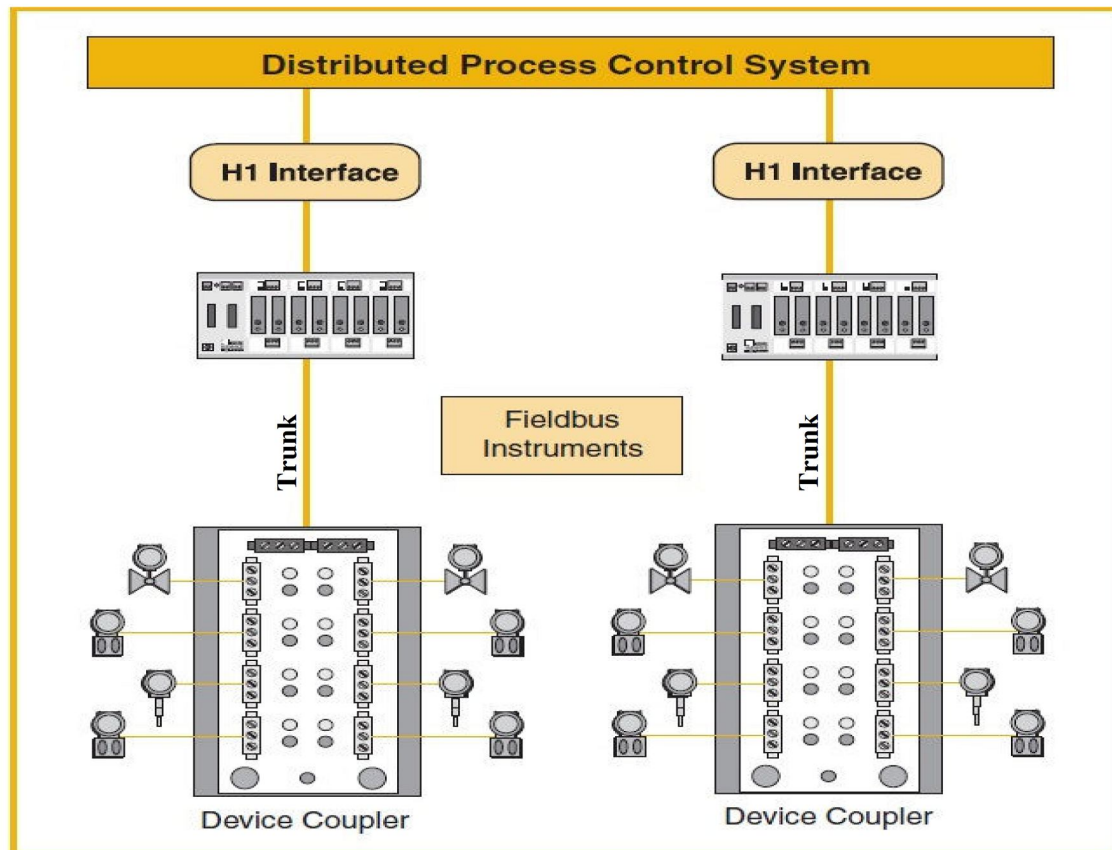 Distributed Process Control System
H1 Interface
H1 Interface
Trunk
Fieldbus
Instruments
Trunk
Device Coupler
Device Coupler